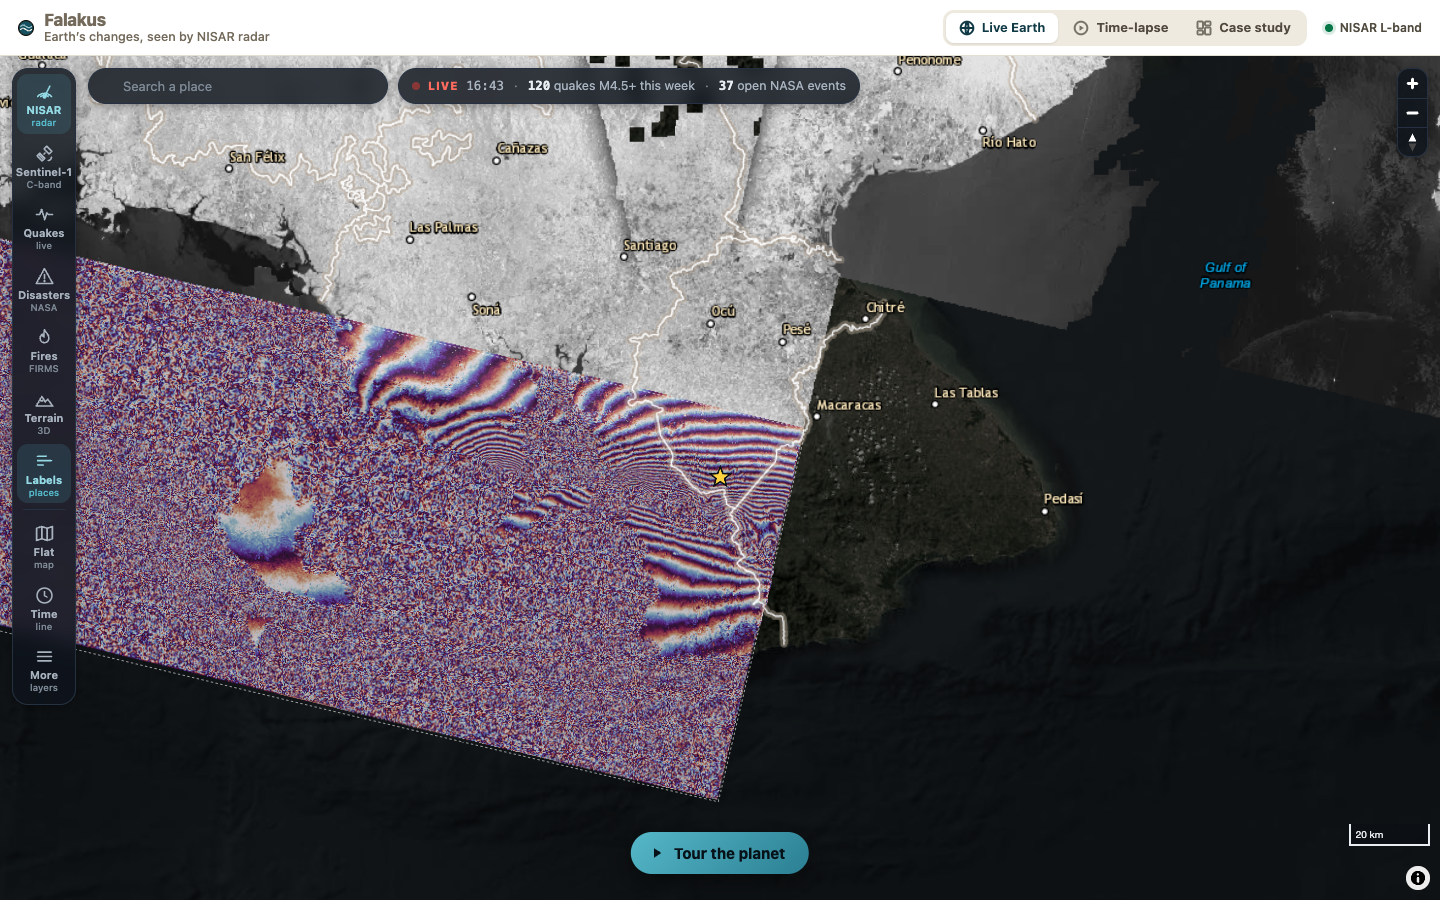 Falakus
Earth's changes, seen by NISAR radar
Live Earth
Time-lapse
Case study
NISAR L-band
Search a place
LIVE 16:43 · 120 quakes M4.5+ this week · 37 open NASA events
NISAR
radar
Sentinel-1
C-band
Quakes
live
Disasters
NASA
Fires
FIRMS
Terrain
3D
Labels
places
Flat
map
Time
line
More
layers
Penonomé
Río Hato
San Félix
Cañazas
Las Palmas
Santiago
Gulf of
Panama
Soná
Ocú
Chitré
Pesé
Las Tablas
Macaracas
Pedasí
20 km
Tour the planet